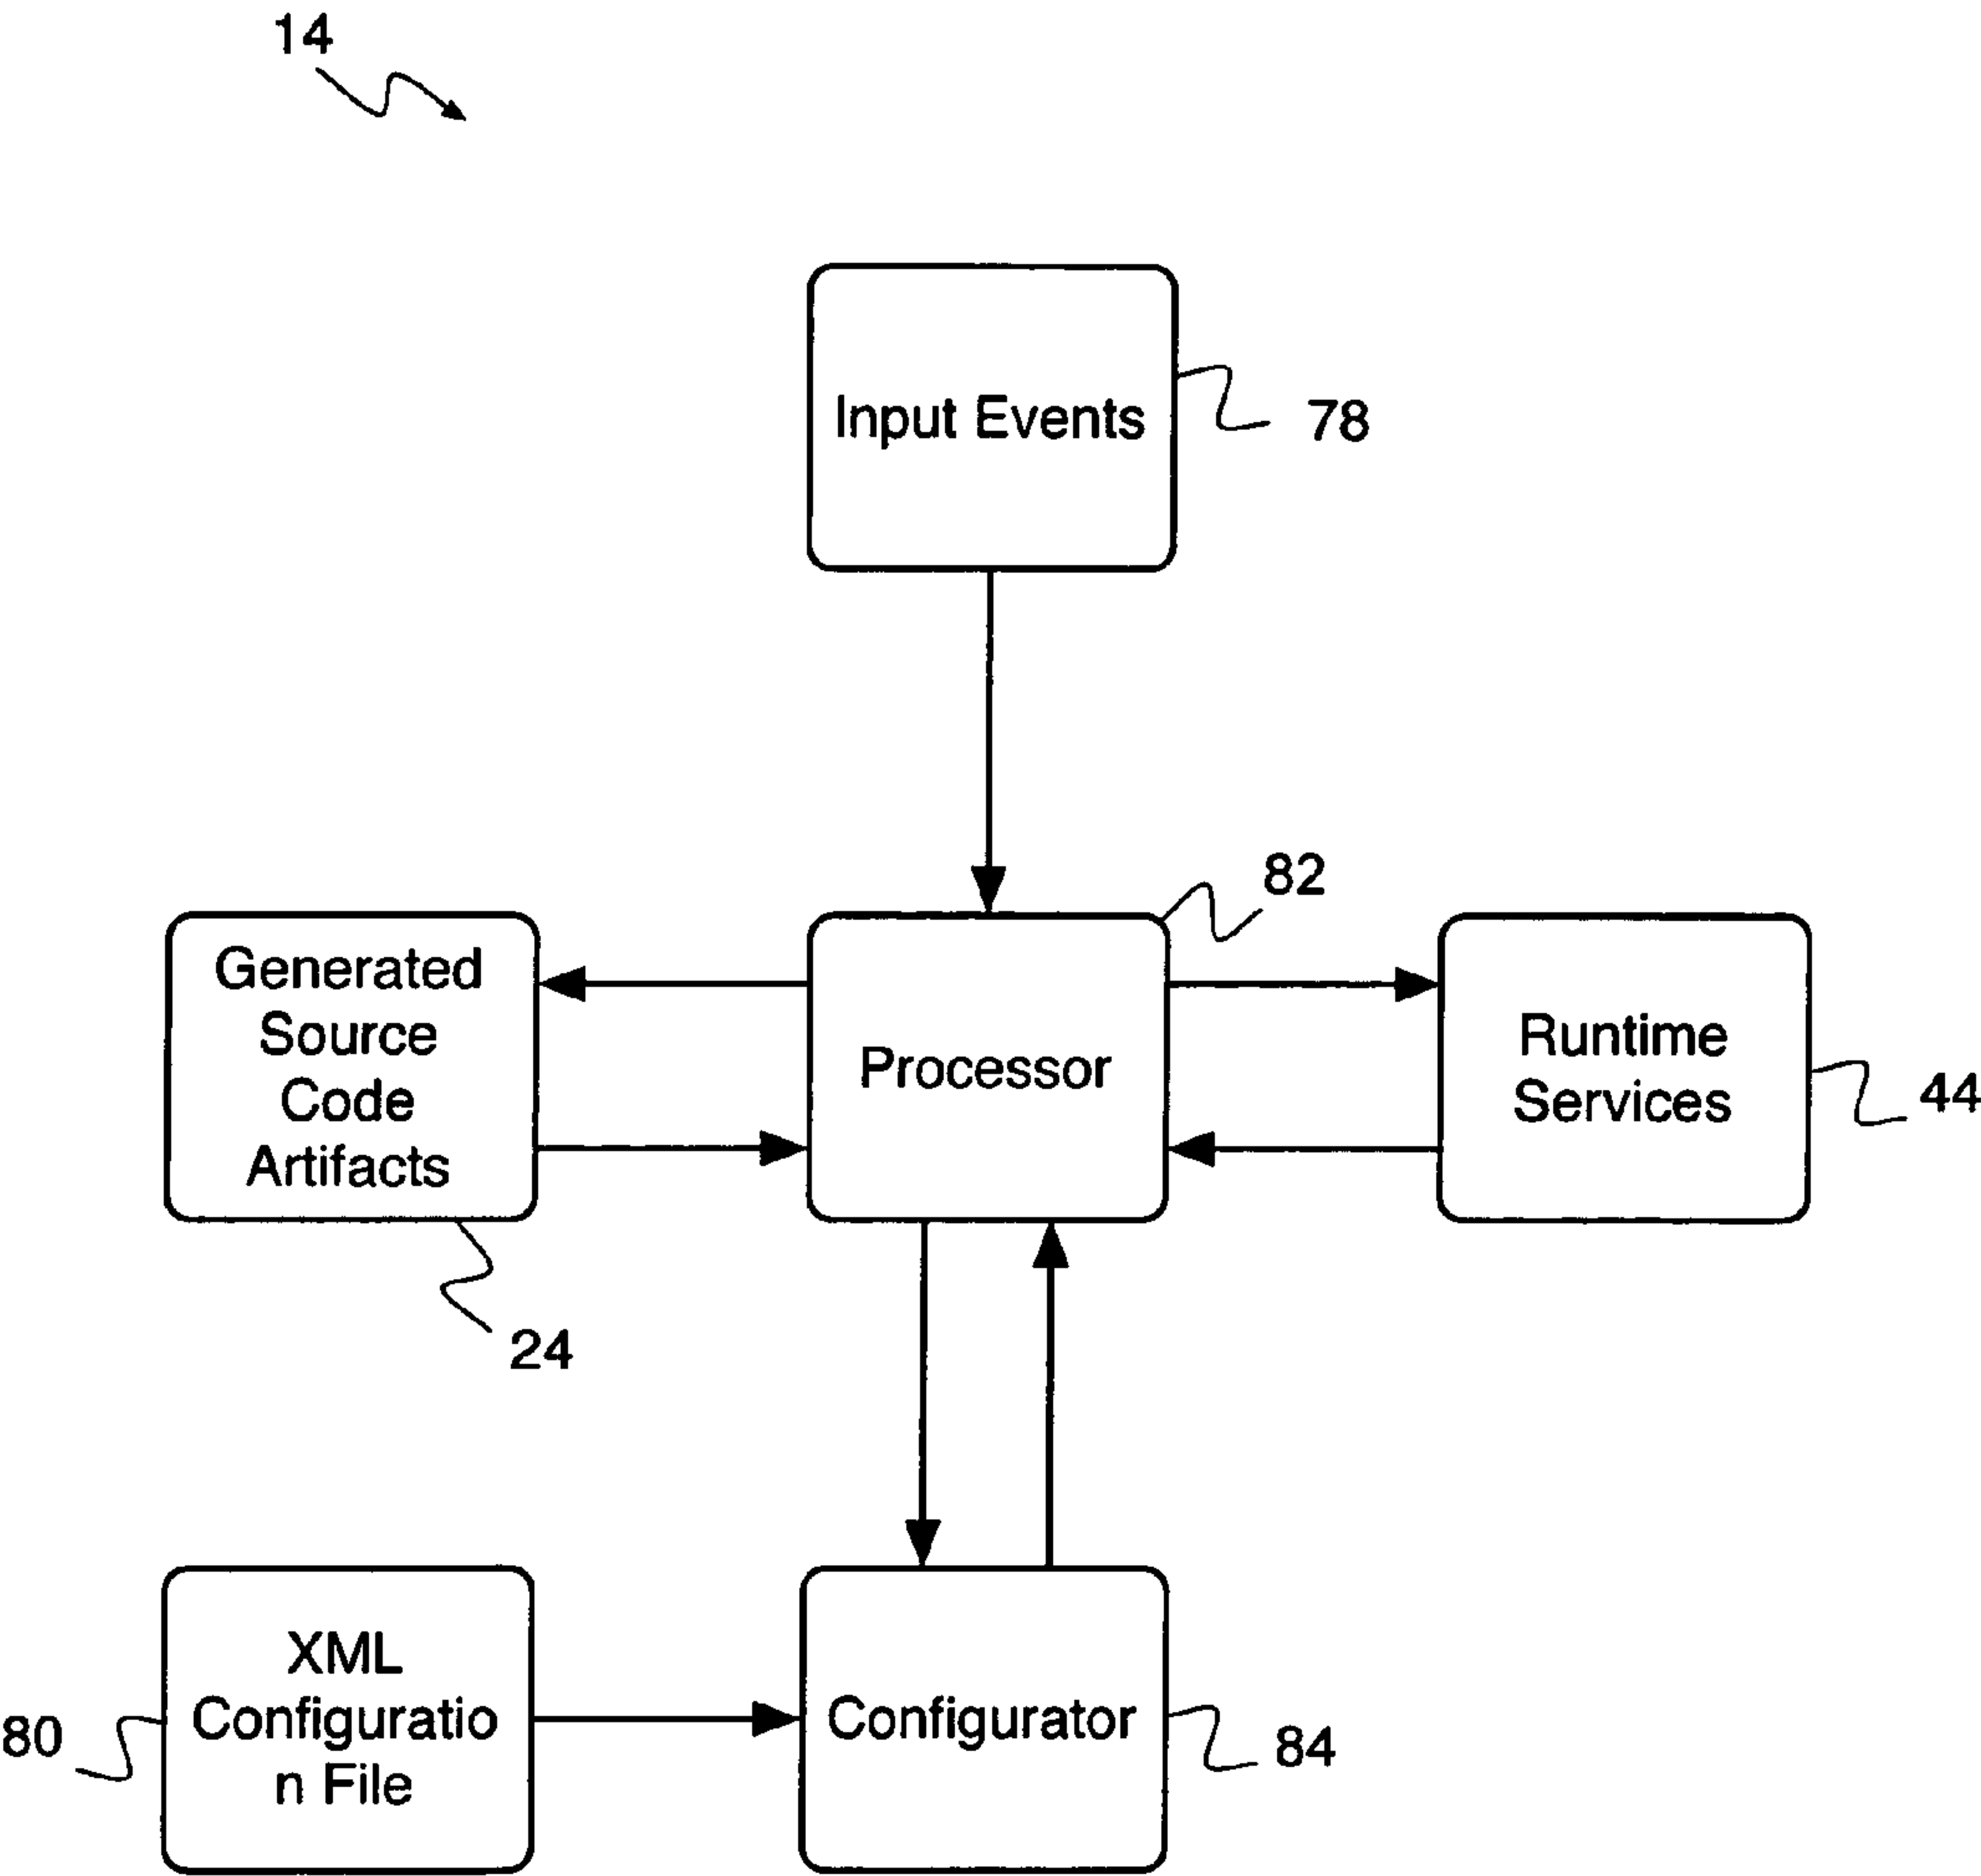 14
Input Events
78
82
Generated
Source
Code
Artifacts
Processor
Runtime
Services
44
24
XML
Configuratio
n File
80
Configurator
84